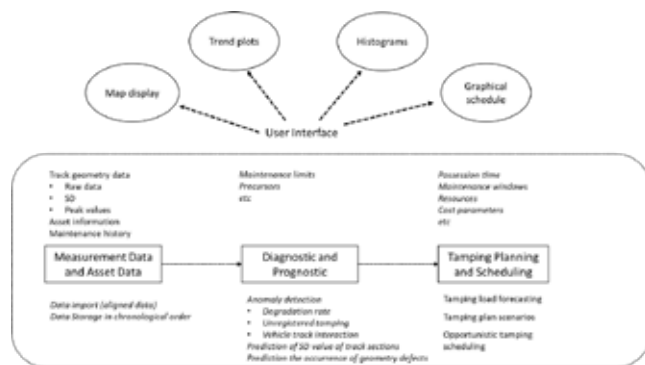 Trend plots
Histograms
Map display
Graphical
schedule
User Interface
Track geometry data
• Raw data
• SD
• Peak values
Asset information
Maintenance history
Maintenance limits
Precursors
etc
Possession time
Maintenance windows
Resources
Cost parameters
etc
Measurement Data
and Asset Data
Diagnostic and
Prognostic
Tamping Planning
and Scheduling
Data import (aligned data)
Data Storage in chronological order
Anomaly detection
• Degradation rate
• Unregistered tamping
• Vehicle track interaction
Prediction of SD value of track sections
Prediction the occurrence of geometry defects
Tamping load forecasting
Tamping plan scenarios
Opportunistic tamping
scheduling